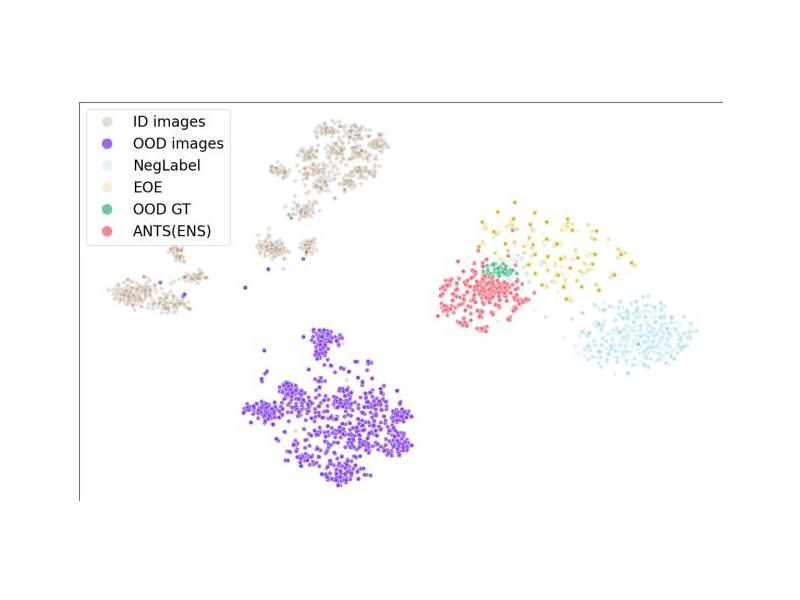 ID images
OOD images
NegLabel
EOE
OOD GT
ANTS(ENS)